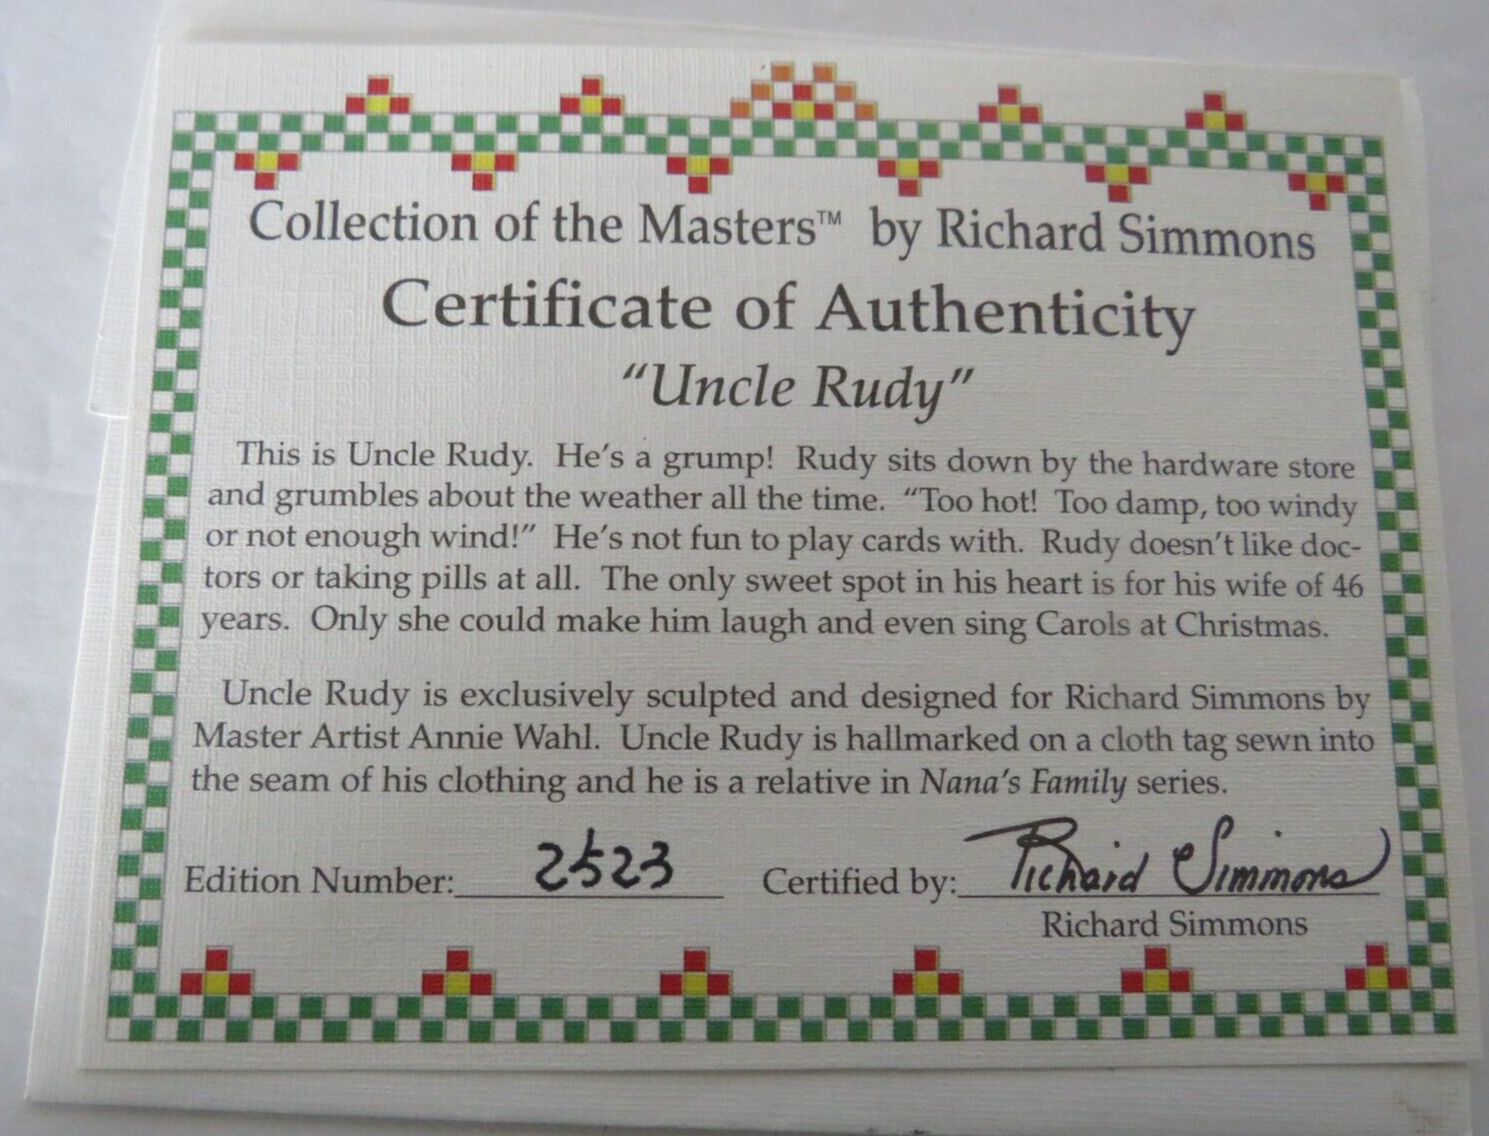 Collection of the Masters™ by Richard Simmons
Certificate of Authenticity
“Uncle Rudy”
This is Uncle Rudy. He's a grump! Rudy sits down by the hardware store
and grumbles about the weather all the time. “Too hot! Too damp, too windy
or not enough wind!” He's not fun to play cards with. Rudy doesn't like doc-
tors or taking pills at all. The only sweet spot in his heart is for his wife of 46
years. Only she could make him laugh and even sing Carols at Christmas.
Uncle Rudy is exclusively sculpted and designed for Richard Simmons by
Master Artist Annie Wahl. Uncle Rudy is hallmarked on a cloth tag sewn into
the seam of his clothing and he is a relative in Nana's Family series.
Edition Number: 2523 Certified by: Richard Simmons
Richard Simmons